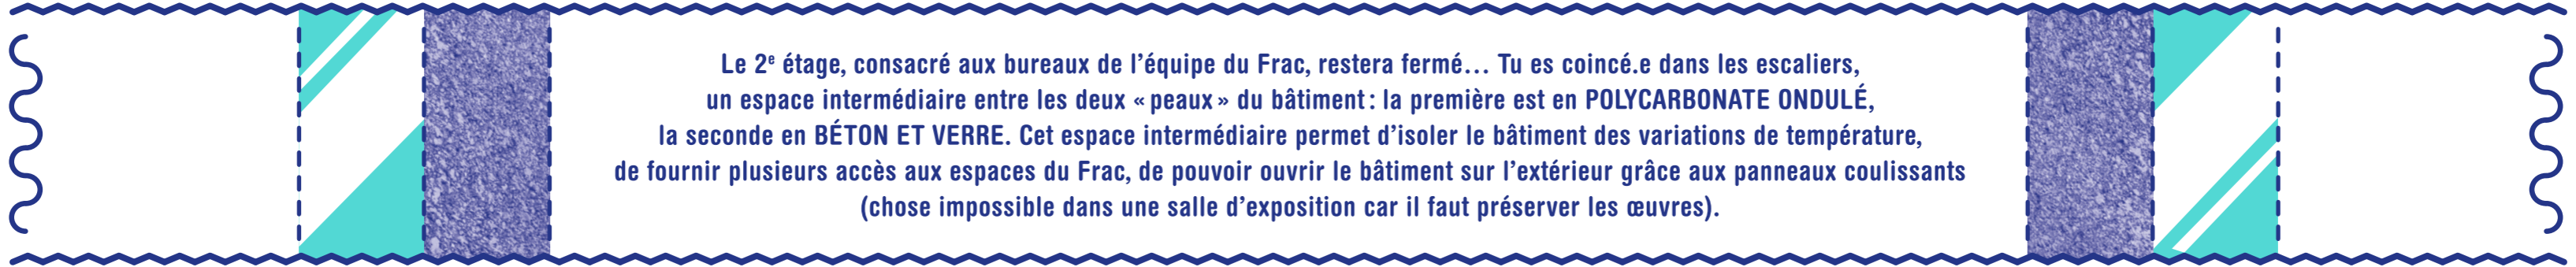 Le 2e étage, consacré aux bureaux de l’équipe du Frac, restera fermé… Tu es coincé.e dans les escaliers,
un espace intermédiaire entre les deux « peaux » du bâtiment : la première est en POLYCARBONATE ONDULÉ,
la seconde en BÉTON ET VERRE. Cet espace intermédiaire permet d’isoler le bâtiment des variations de température,
de fournir plusieurs accès aux espaces du Frac, de pouvoir ouvrir le bâtiment sur l’extérieur grâce aux panneaux coulissants
(chose impossible dans une salle d’exposition car il faut préserver les œuvres).